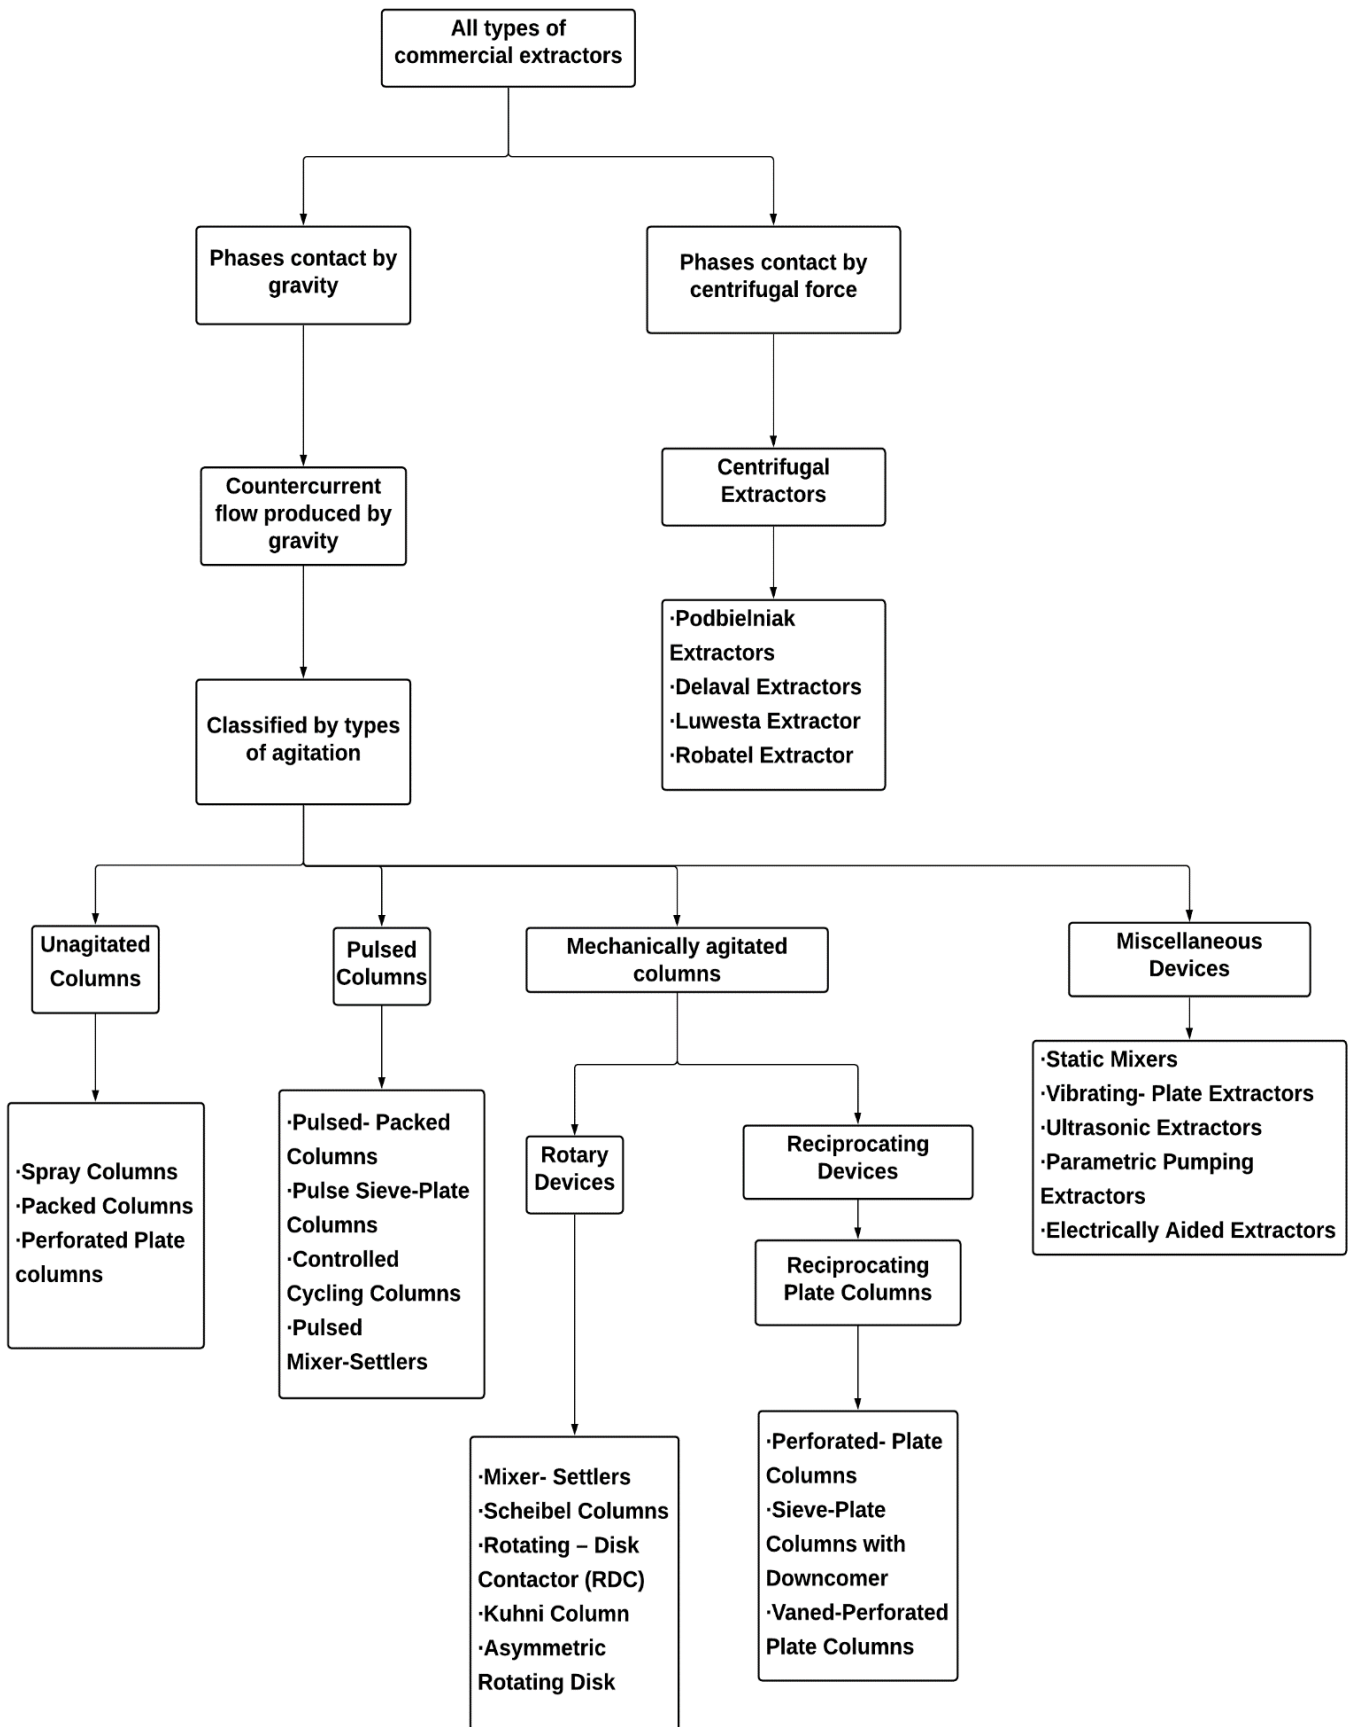 All types of
commercial extractors
Phases contact by
gravity
Phases contact by
centrifugal force
Countercurrent
flow produced by
gravity
Centrifugal
Extractors
·Podbielniak
Extractors
·Delaval Extractors
·Luwesta Extractor
·Robatel Extractor
Classified by types
of agitation
Unagitated
Columns
Pulsed
Columns
Mechanically agitated
columns
Miscellaneous
Devices
·Spray Columns
·Packed Columns
·Perforated Plate
columns
·Pulsed- Packed
Columns
·Pulse Sieve-Plate
Columns
·Controlled
Cycling Columns
·Pulsed
Mixer-Settlers
Rotary
Devices
Reciprocating
Devices
Reciprocating
Plate Columns
·Static Mixers
·Vibrating- Plate Extractors
·Ultrasonic Extractors
·Parametric Pumping
Extractors
·Electrically Aided Extractors
·Mixer- Settlers
·Scheibel Columns
·Rotating – Disk
Contactor (RDC)
·Kuhni Column
·Asymmetric
Rotating Disk
·Perforated- Plate
Columns
·Sieve-Plate
Columns with
Downcomer
·Vaned-Perforated
Plate Columns